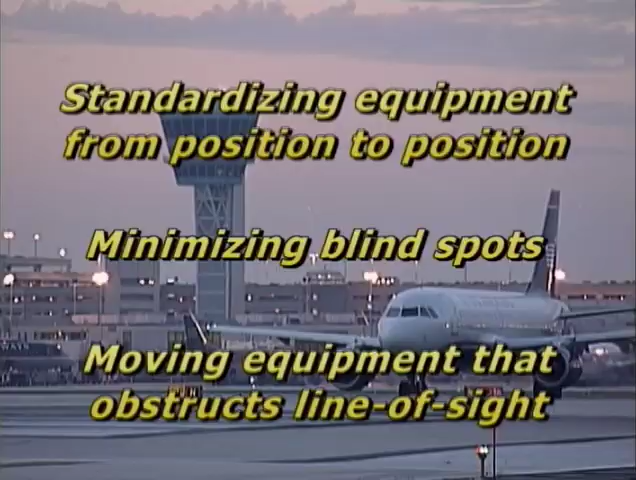 Standardizing equipment
from position to position
Minimizing blind spots
Moving equipment that
obstructs line-of-sight